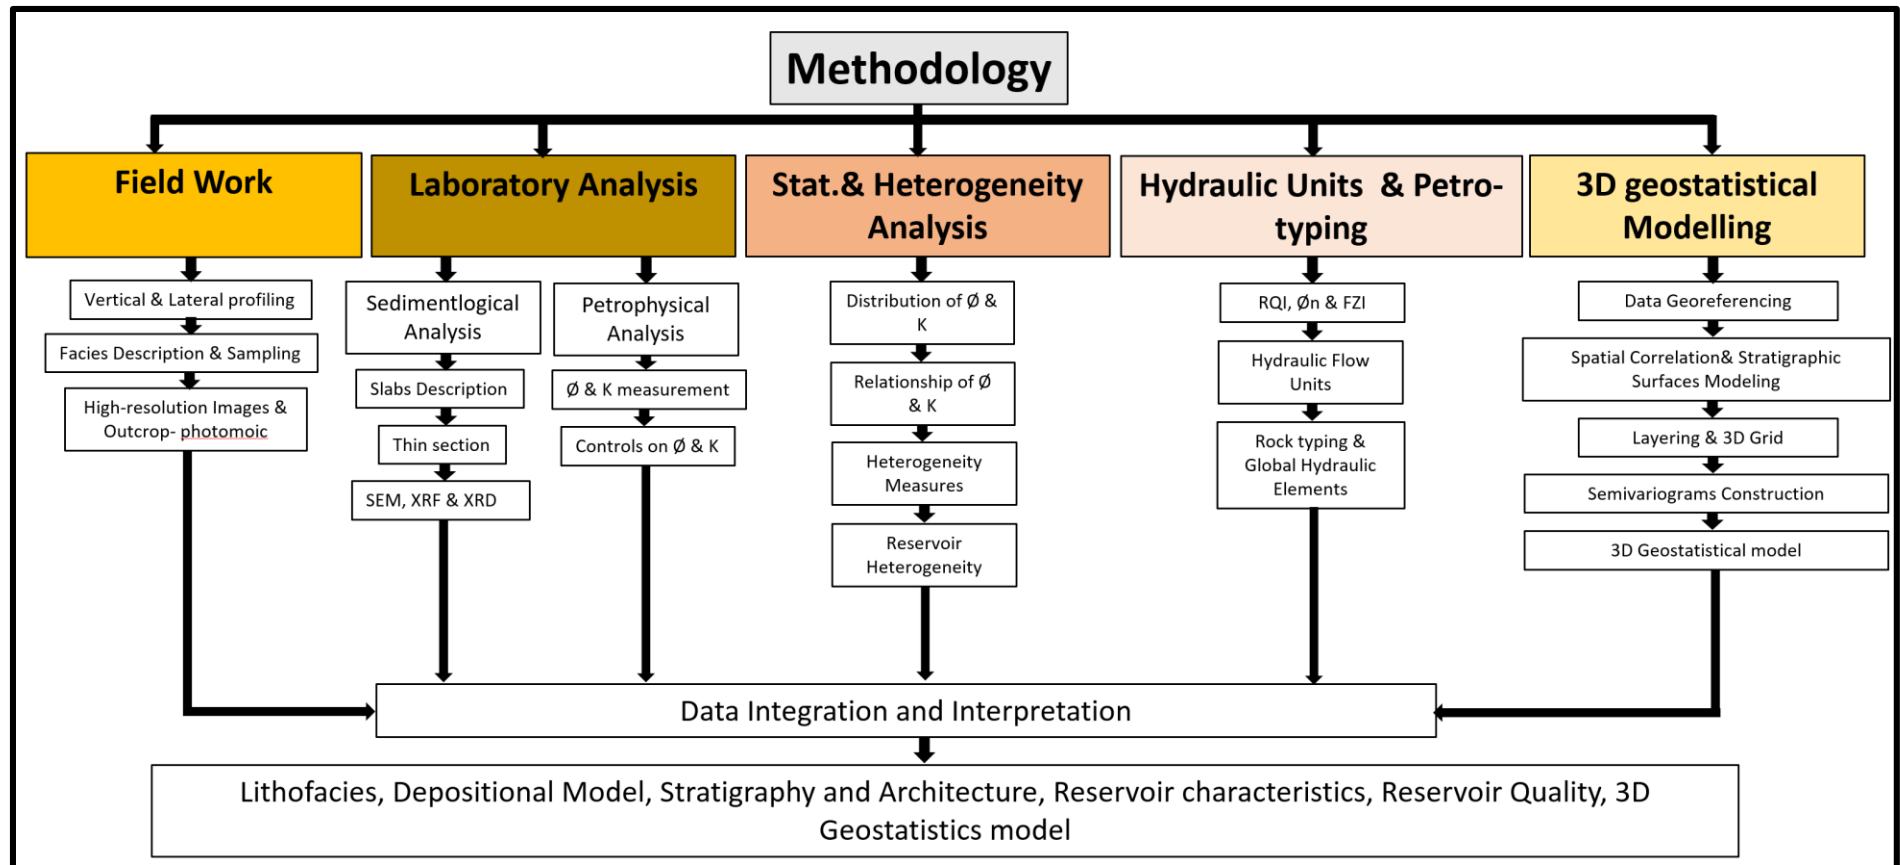 Methodology
Field Work
Vertical & Lateral profiling
Facies Description & Sampling
High-resolution Images &
Outcrop- photomoic
Laboratory Analysis
Sedimentlogical
Analysis
Slabs Description
Thin section
SEM, XRF & XRD
Petrophysical
Analysis
Ø & K measurement
Controls on Ø & K
Stat.& Heterogeneity
Analysis
Distribution of Ø &
K
Relationship of Ø
& K
Heterogeneity
Measures
Reservoir
Heterogeneity
Hydraulic Units & Petro-
typing
RQI, Øn & FZI
Hydraulic Flow
Units
Rock typing &
Global Hydraulic
Elements
3D geostatistical
Modelling
Data Georeferencing
Spatial Correlation& Stratigraphic
Surfaces Modeling
Layering & 3D Grid
Semivariograms Construction
3D Geostatistical model
Data Integration and Interpretation
Lithofacies, Depositional Model, Stratigraphy and Architecture, Reservoir characteristics, Reservoir Quality, 3D
Geostatistics model